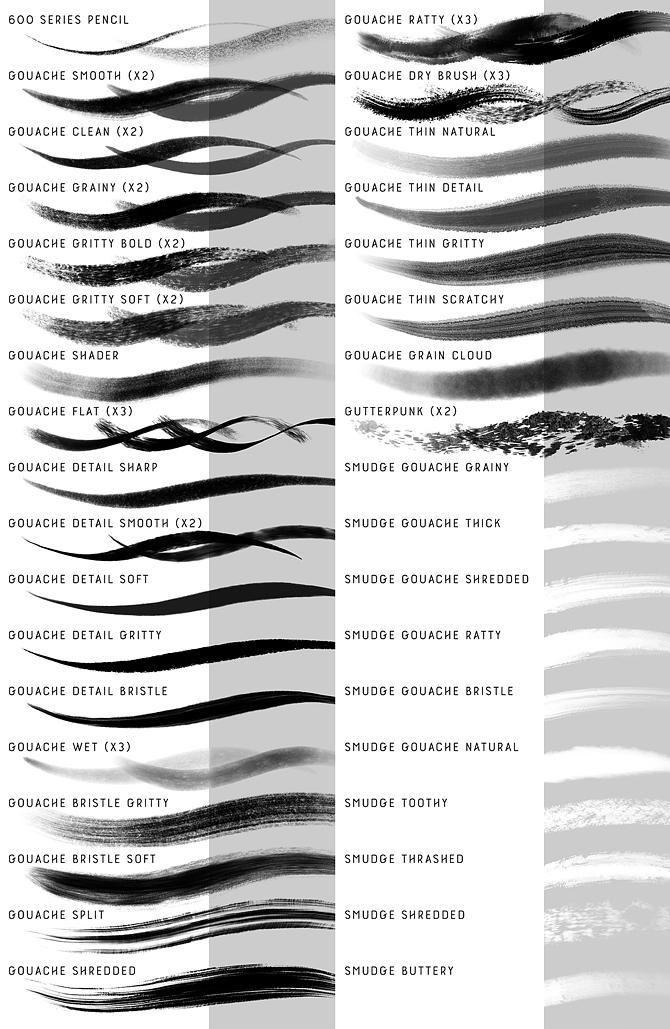 600 SERIES PENCIL
GOUACHE SMOOTH (X2)
GOUACHE CLEAN (X2)
GOUACHE GRAINY (X2)
GOUACHE GRITTY BOLD (X2)
GOUACHE GRITTY SOFT (X2)
GOUACHE SHADER
GOUACHE FLAT (X3)
GOUACHE DETAIL SHARP
GOUACHE DETAIL SMOOTH (X2)
GOUACHE DETAIL SOFT
GOUACHE DETAIL GRITTY
GOUACHE DETAIL BRISTLE
GOUACHE WET (X3)
GOUACHE BRISTLE GRITTY
GOUACHE BRISTLE SOFT
GOUACHE SPLIT
GOUACHE SHREDDED
GOUACHE RATTY (X3)
GOUACHE DRY BRUSH (X3)
GOUACHE THIN NATURAL
GOUACHE THIN DETAIL
GOUACHE THIN GRITTY
GOUACHE THIN SCRATCHY
GOUACHE GRAIN CLOUD
GUTTERPUNK (X2)
SMUDGE GOUACHE GRAINY
SMUDGE GOUACHE THICK
SMUDGE GOUACHE SHREDDED
SMUDGE GOUACHE RATTY
SMUDGE GOUACHE BRISTLE
SMUDGE GOUACHE NATURAL
SMUDGE TOOTHY
SMUDGE THRASHED
SMUDGE SHREDDED
SMUDGE BUTTERY